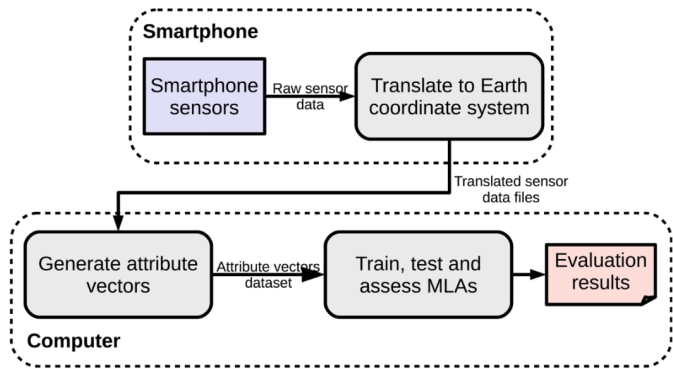 Smartphone
Smartphone
sensors
Raw sensor
data
Translate to Earth
coordinate system
Translated sensor
data files
Generate attribute
vectors
Attribute vectors
dataset
Train, test and
assess MLAs
Evaluation
results
Computer